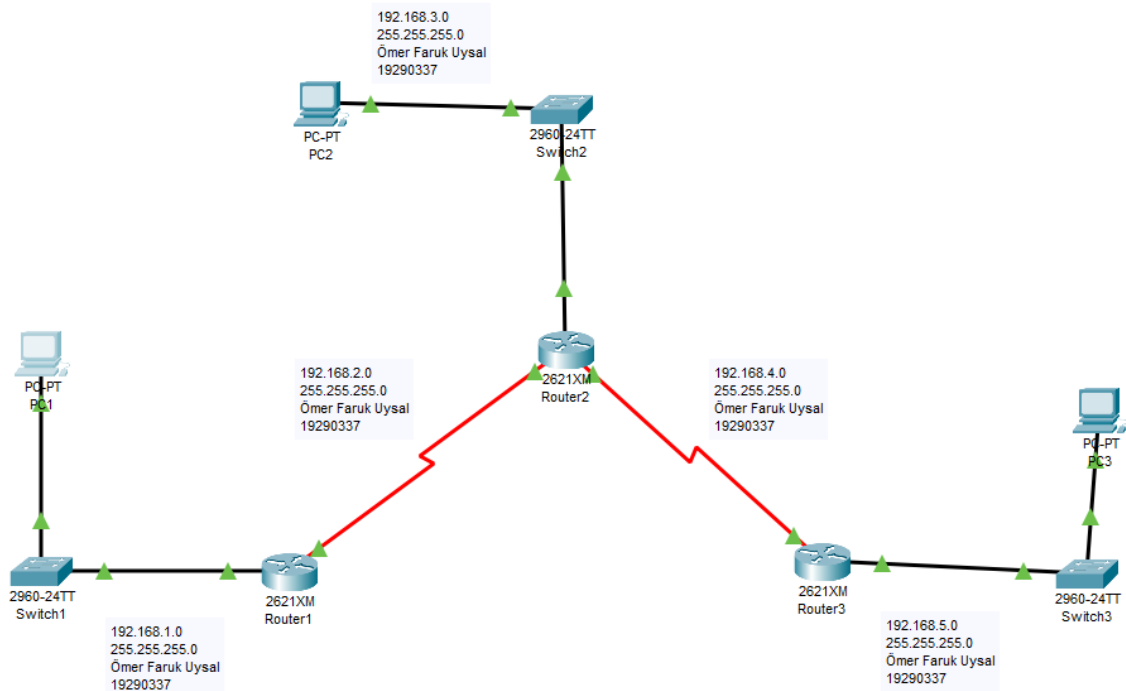 192.168.3.0
255.255.255.0
Ömer Faruk Uysal
19290337
PC-PT
PC2
2960-24TT
Switch2
192.168.2.0
255.255.255.0
Ömer Faruk Uysal
19290337
2621XM
Router2
192.168.4.0
255.255.255.0
Ömer Faruk Uysal
19290337
PC-PT
PC1
PC-PT
PC3
2960-24TT
Switch1
2621XM
Router1
192.168.1.0
255.255.255.0
Ömer Faruk Uysal
19290337
2621XM
Router3
192.168.5.0
255.255.255.0
Ömer Faruk Uysal
19290337
2960-24TT
Switch3